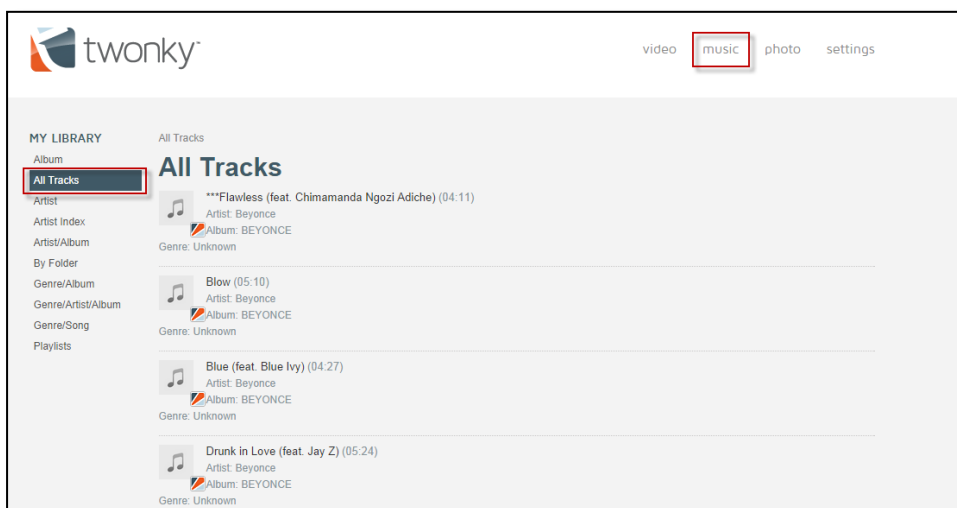 twonky
video music photo settings
MY LIBRARY
Album
All Tracks
Artist
Artist Index
Artist/Album
By Folder
Genre/Album
Genre/Artist/Album
Genre/Song
Playlists
All Tracks
All Tracks
***Flawless (feat. Chimamanda Ngozi Adiche) (04:11)
Artist: Beyonce
Album: BEYONCE
Genre: Unknown
Blow (05:10)
Artist: Beyonce
Album: BEYONCE
Genre: Unknown
Blue (feat. Blue Ivy) (04:27)
Artist: Beyonce
Album: BEYONCE
Genre: Unknown
Drunk in Love (feat. Jay Z) (05:24)
Artist: Beyonce
Album: BEYONCE
Genre: Unknown